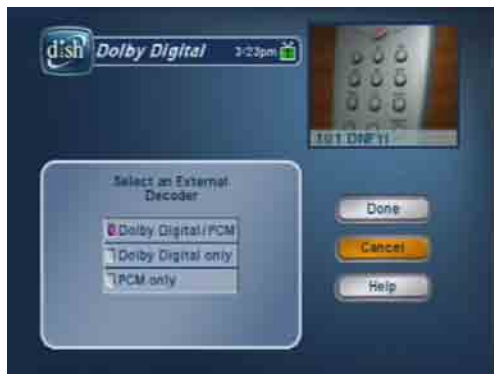 dish Dolby Digital 3:23pm
101 DNFYI
Select an External
Decoder
Dolby Digital/PCM
Dolby Digital only
PCM only
Done
Cancel
Help